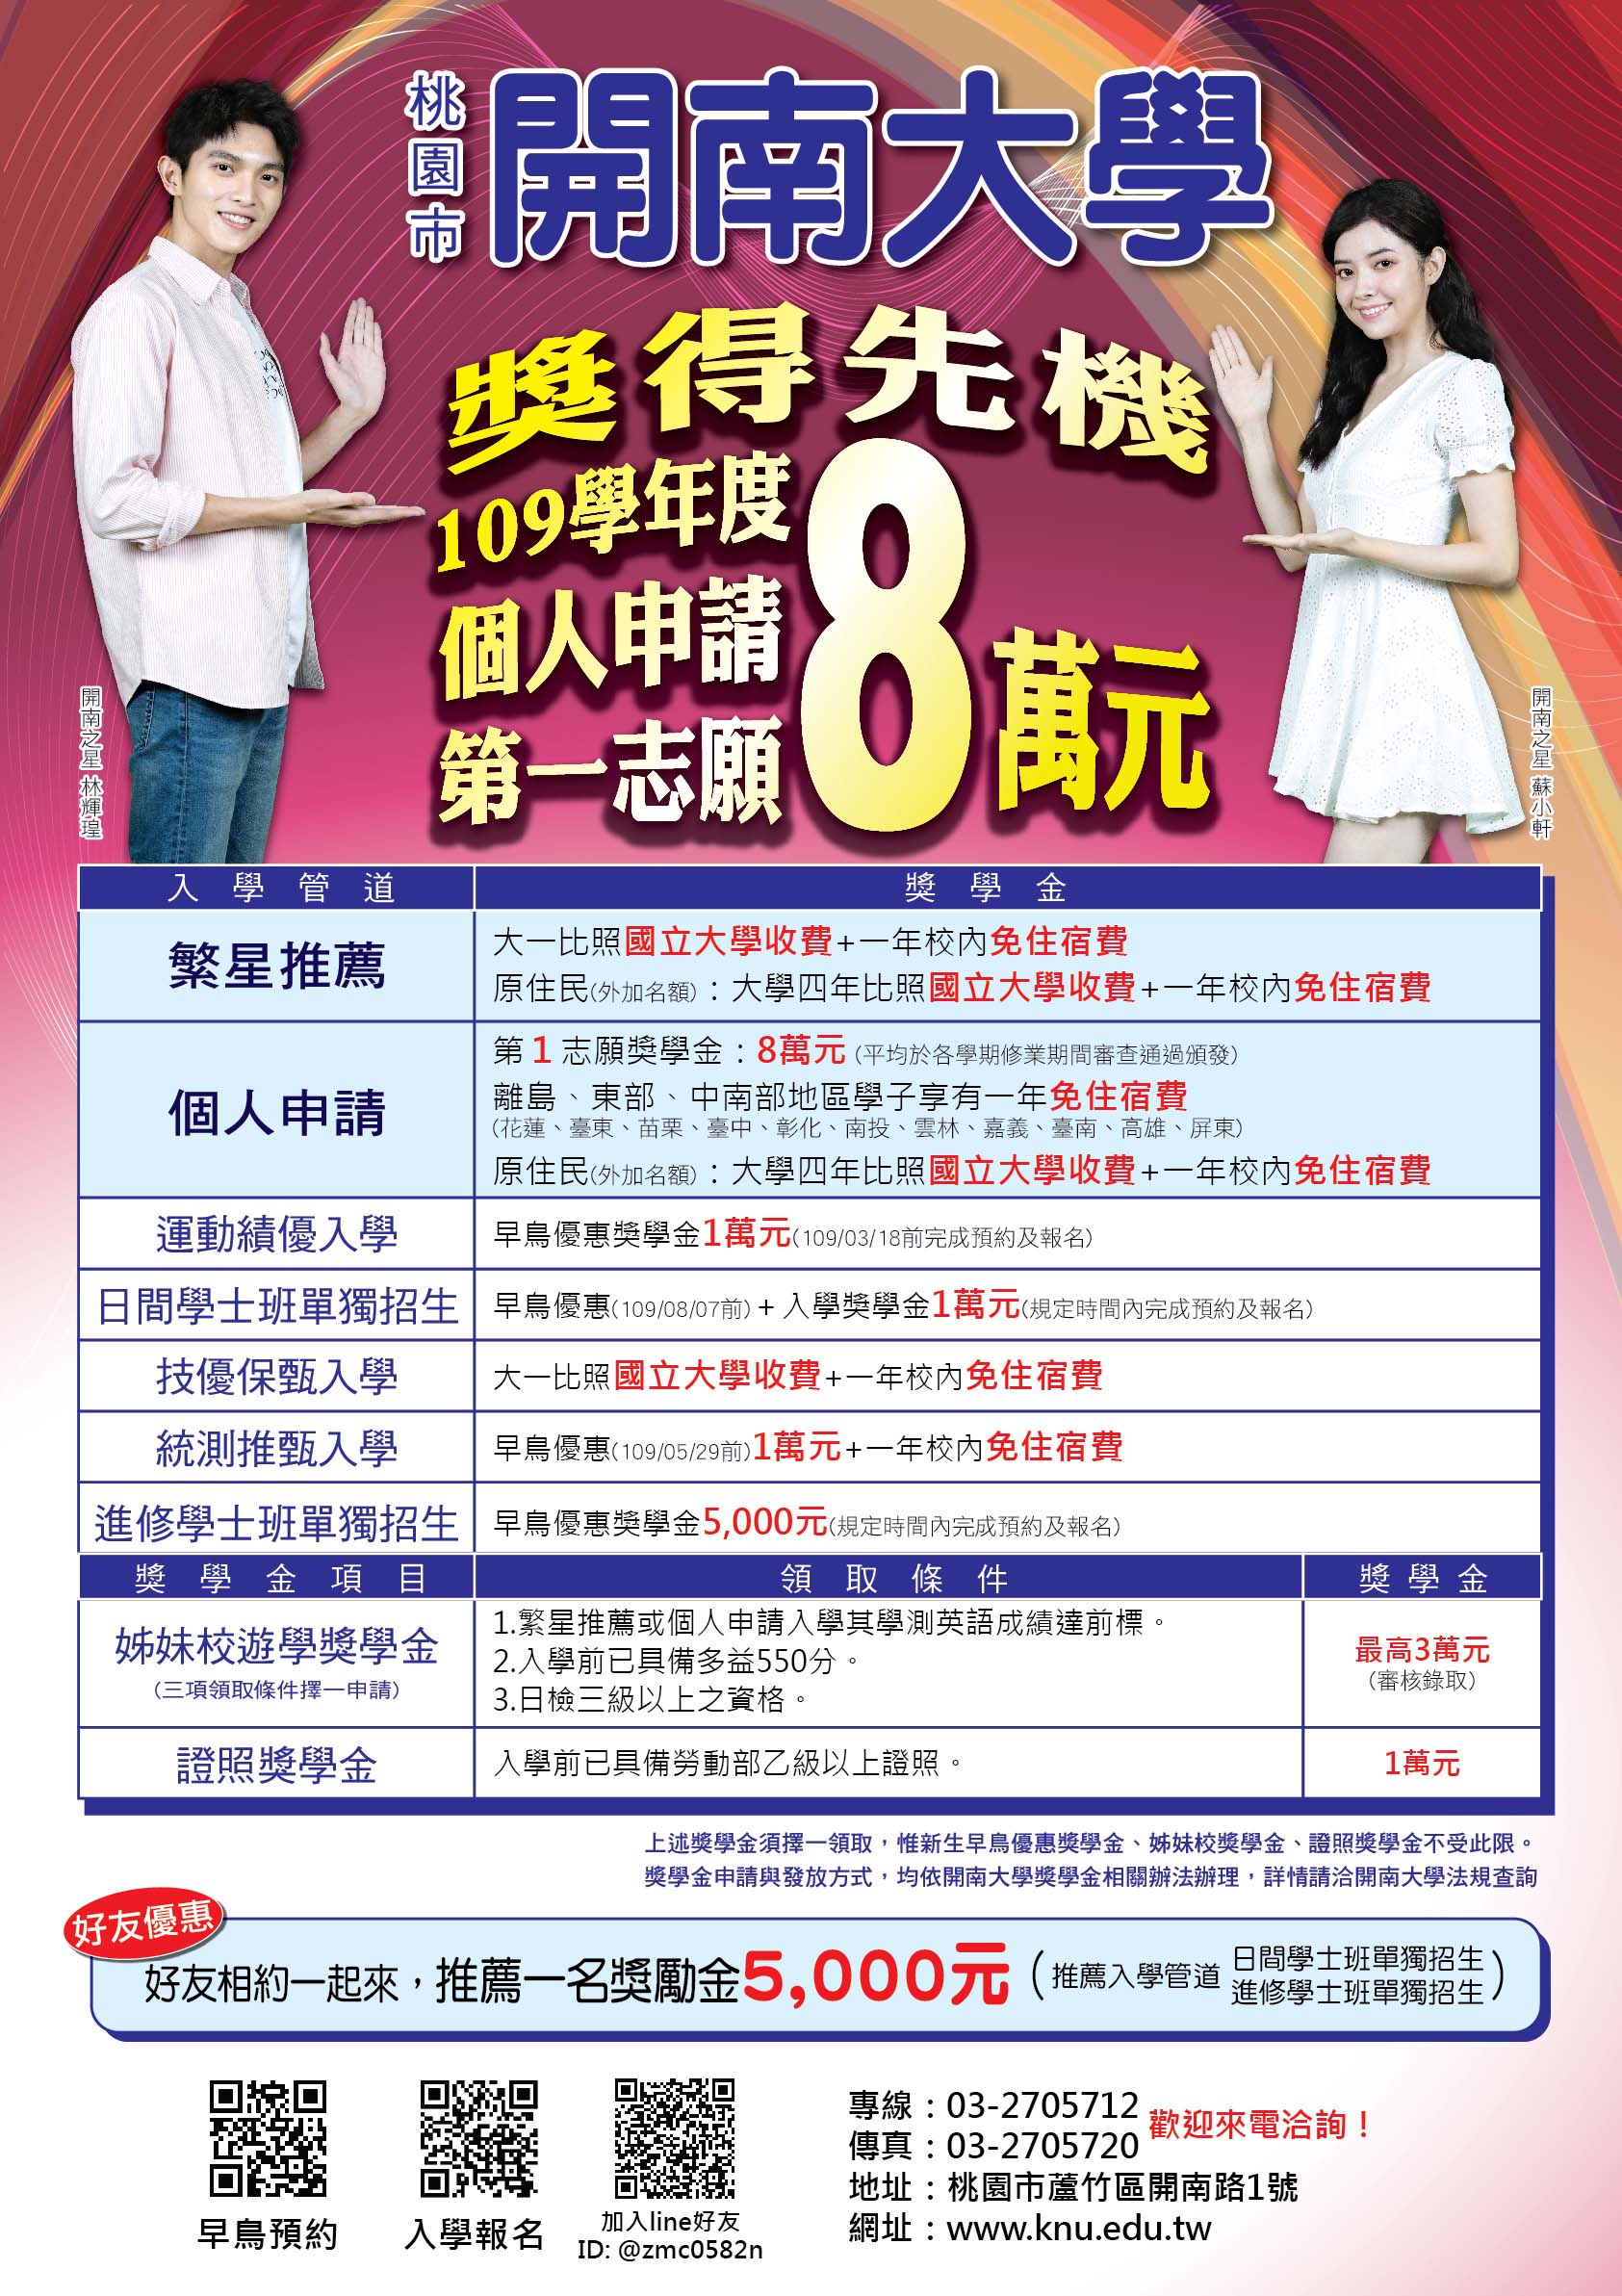 桃園市
開南大學
獎得先機
109學年度
個人申請
第一志願
8萬元
開南之星 林輝瑝
開南之星 蘇小軒
入學管道 獎學金
繁星推薦
大一比照國立大學收費+一年校內免住宿費
原住民(外加名額)：大學四年比照國立大學收費+一年校內免住宿費
個人申請
第1志願獎學金：8萬元(平均於各學期修業期間審查通過頒發)
離島、東部、中南部地區學子享有一年免住宿費
(花蓮、臺東、苗栗、臺中、彰化、南投、雲林、嘉義、臺南、高雄、屏東)
原住民(外加名額)：大學四年比照國立大學收費+一年校內免住宿費
運動績優入學 早鳥優惠獎學金1萬元(109/03/18前完成預約及報名)
日間學士班單獨招生 早鳥優惠(109/08/07前)+入學獎學金1萬元(規定時間內完成預約及報名)
技優保甄入學 大一比照國立大學收費+一年校內免住宿費
統測推甄入學 早鳥優惠(109/05/29前)1萬元+一年校內免住宿費
進修學士班單獨招生 早鳥優惠獎學金5,000元(規定時間內完成預約及報名)
獎學金項目 領取條件 獎學金
姊妹校遊學獎學金
(三項領取條件擇一申請)
1.繁星推薦或個人申請入學其學測英語成績達前標。
2.入學前已具備多益550分。
3.日檢三級以上之資格。
最高3萬元
(審核錄取)
證照獎學金 入學前已具備勞動部乙級以上證照。 1萬元
上述獎學金須擇一領取，惟新生早鳥優惠獎學金、姊妹校獎學金、證照獎學金不受此限。
獎學金申請與發放方式，均依開南大學獎學金相關辦法辦理，詳情請洽開南大學法規查詢
好友優惠
好友相約一起來，推薦一名獎勵金5,000元(推薦入學管道 日間學士班單獨招生
進修學士班單獨招生)
早鳥預約
入學報名
加入line好友
ID: @zmc0582n
專線：03-2705712
傳真：03-2705720
歡迎來電洽詢！
地址：桃園市蘆竹區開南路1號
網址：www.knu.edu.tw